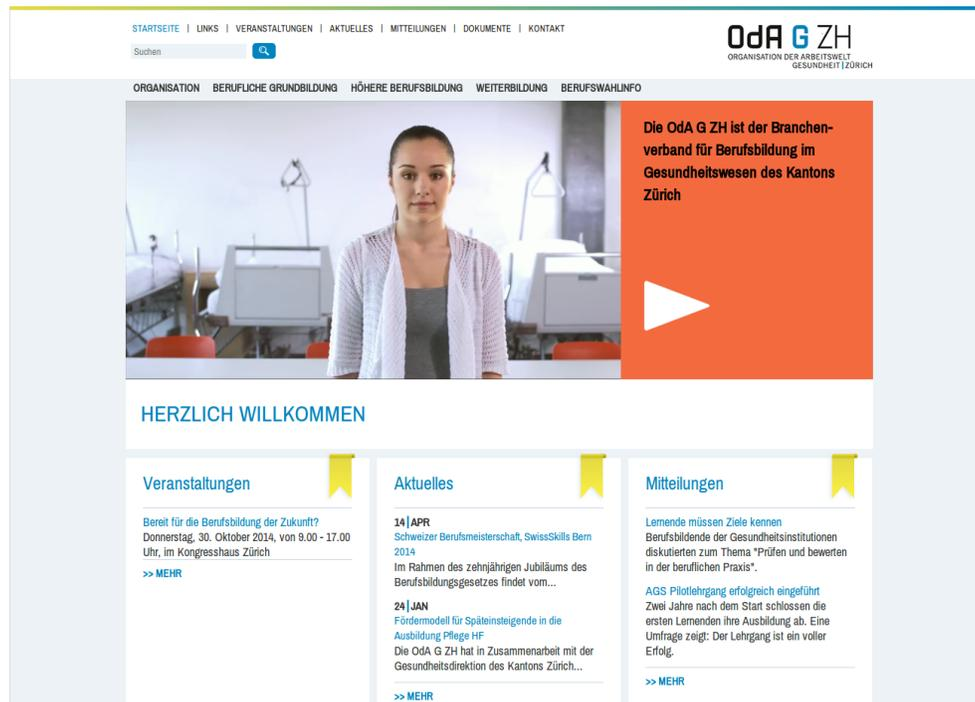 STARTSEITE | LINKS | VERANSTALTUNGEN | AKTUELLES | MITTEILUNGEN | DOKUMENTE | KONTAKT
Suchen
OdA G ZH
ORGANISATION DER ARBEITSWELT
GESUNDHEIT | ZÜRICH
ORGANISATION BERUFLICHE GRUNDBILDUNG HÖHERE BERUFSBILDUNG WEITERBILDUNG BERUFSWAHLINFO
Die OdA G ZH ist der Branchen-
verband für Berufsbildung im
Gesundheitswesen des Kantons
Zürich
HERZLICH WILLKOMMEN
Veranstaltungen
Bereit für die Berufsbildung der Zukunft?
Donnerstag, 30. Oktober 2014, von 9.00 - 17.00
Uhr, im Kongresshaus Zürich
>> MEHR
Aktuelles
14 | APR
Schweizer Berufsmeisterschaft, SwissSkills Bern
2014
Im Rahmen des zehnjährigen Jubiläums des
Berufsbildungsgesetzes findet vom...
24 | JAN
Fördermodell für Späteinsteigende in die
Ausbildung Pflege HF
Die OdA G ZH hat in Zusammenarbeit mit der
Gesundheitsdirektion des Kantons Zürich...
>> MEHR
Mitteilungen
Lernende müssen Ziele kennen
Berufsbildende der Gesundheitsinstitutionen
diskutierten zum Thema "Prüfen und bewerten
in der beruflichen Praxis".
AGS Pilotlehrgang erfolgreich eingeführt
Zwei Jahre nach dem Start schlossen die
ersten Lernenden ihre Ausbildung ab. Eine
Umfrage zeigt: Der Lehrgang ist ein voller
Erfolg.
>> MEHR